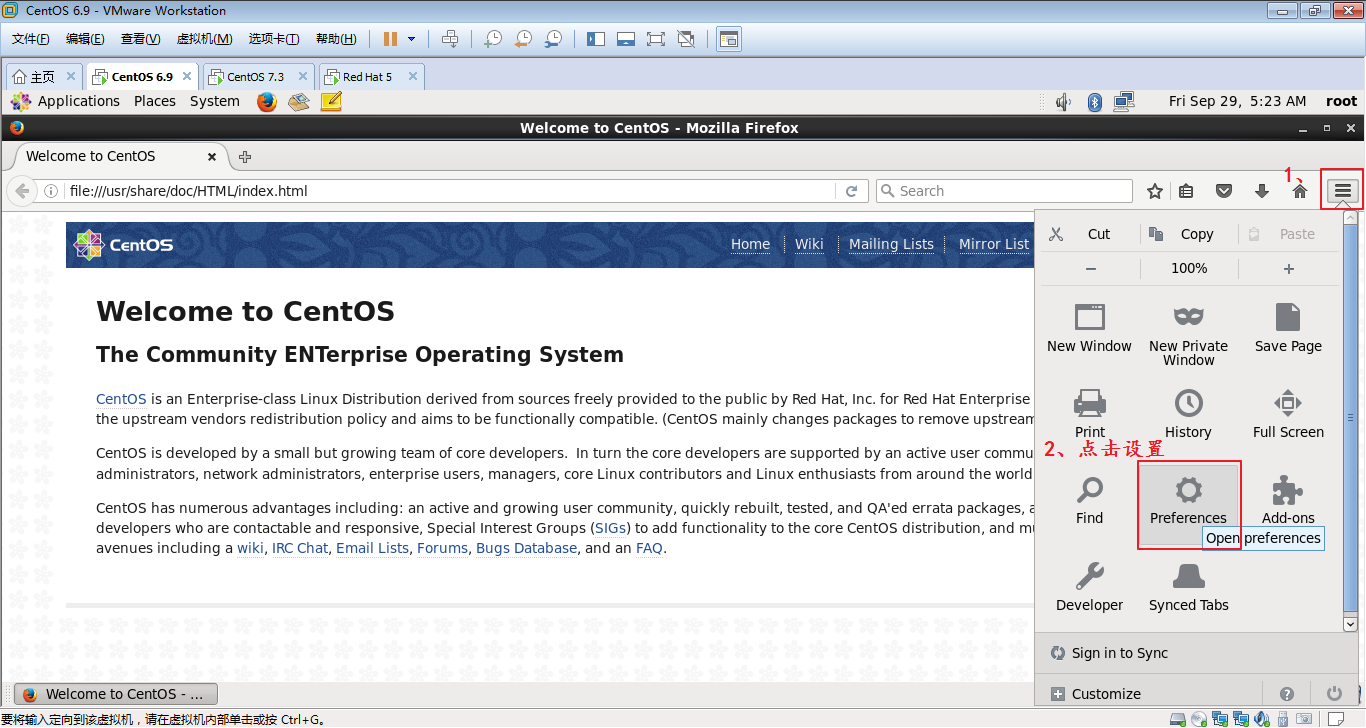 CentOS 6.9 - VMware Workstation
文件(F) 编辑(E) 查看(V) 虚拟机(M) 选项卡(T) 帮助(H)
主页 CentOS 6.9 CentOS 7.3 Red Hat 5
Applications Places System Fri Sep 29, 5:23 AM root
Welcome to CentOS - Mozilla Firefox
Welcome to CentOS
1、
file:///usr/share/doc/HTML/index.html Search
CentOS Home Wiki Mailing Lists Mirror List
Cut Copy Paste
100%
Welcome to CentOS
The Community ENTerprise Operating System
CentOS is an Enterprise-class Linux Distribution derived from sources freely provided to the public by Red Hat, Inc. for Red Hat Enterprise
the upstream vendors redistribution policy and aims to be functionally compatible. (CentOS mainly changes packages to remove upstream
CentOS is developed by a small but growing team of core developers.  In turn the core developers are supported by an active user commu
administrators, network administrators, enterprise users, managers, core Linux contributors and Linux enthusiasts from around the world
CentOS has numerous advantages including: an active and growing user community, quickly rebuilt, tested, and QA'ed errata packages, a
developers who are contactable and responsive, Special Interest Groups (SIGs) to add functionality to the core CentOS distribution, and mu
avenues including a wiki, IRC Chat, Email Lists, Forums, Bugs Database, and an FAQ.
New Window New Private Window Save Page
Print History Full Screen
2、点击设置
Find Preferences Add-ons
Open preferences
Developer Synced Tabs
Sign in to Sync
Customize
Welcome to CentOS - ...
要将输入定向到该虚拟机，请在虚拟机内部单击或按 Ctrl+G。